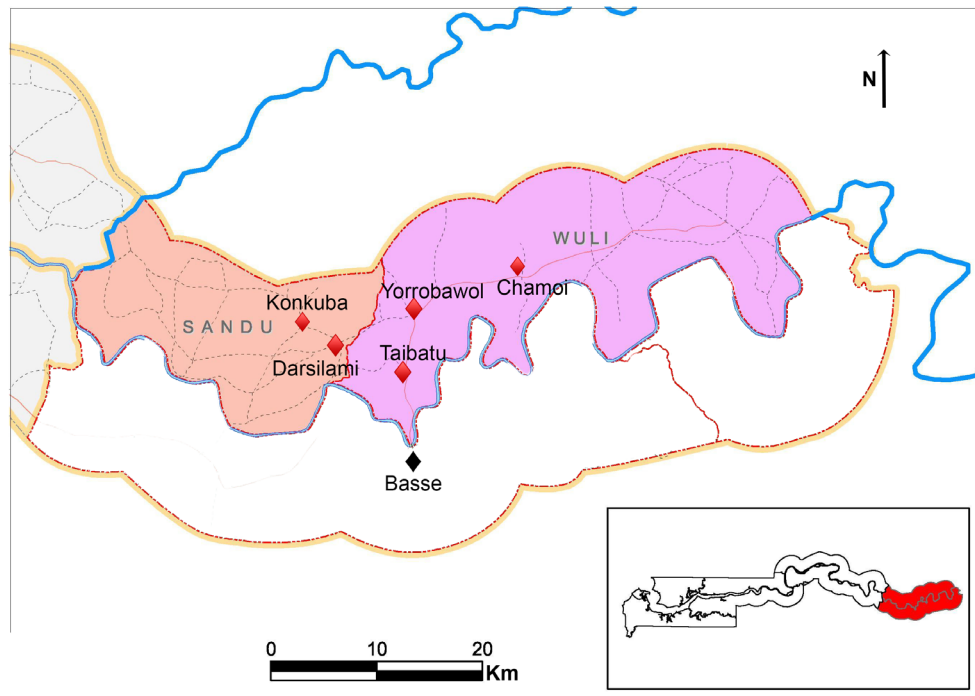 N
WULI
Chamoi
Konkuba
Yorrobawol
SANDU
Darsilami
Taibatu
Basse
0 10 20
Km